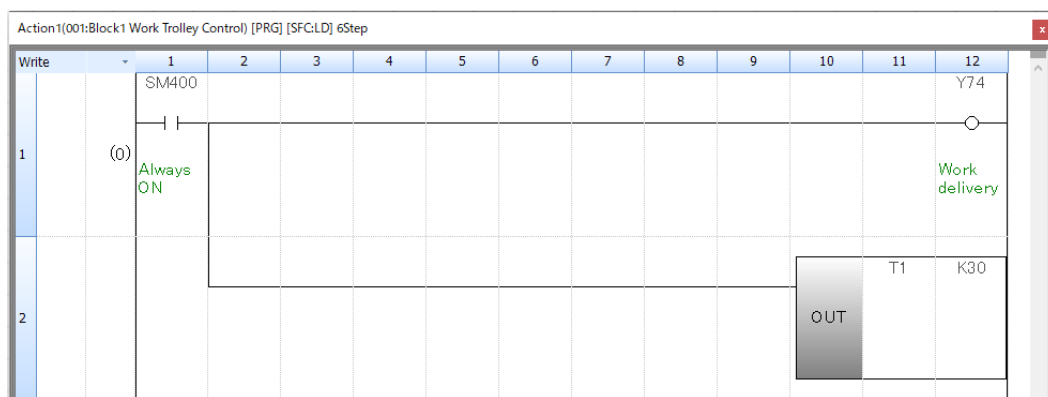 Action1(001:Block1 Work Trolley Control) [PRG] [SFC:LD] 6Step
x
Write 1 2 3 4 5 6 7 8 9 10 11 12
SM400 Y74
1 (0)
Always Work
ON delivery
T1 K30
2 OUT